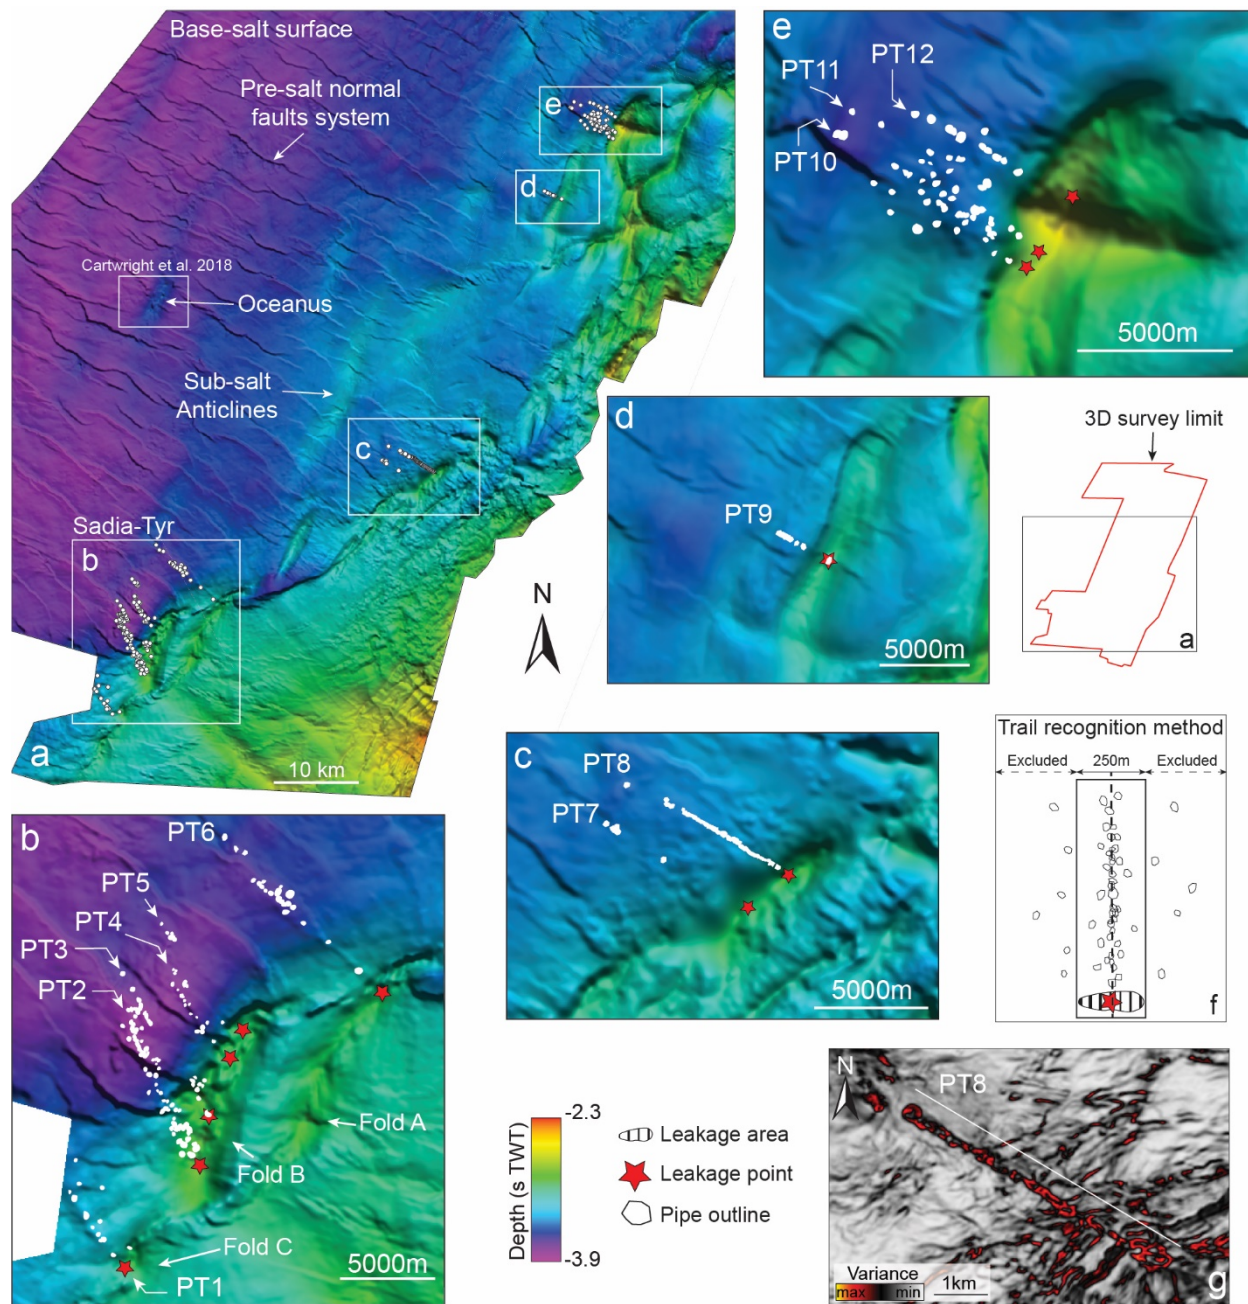 Base-salt surface
Pre-salt normal
faults system
e
d
Cartwright et al. 2018
Oceanus
Sub-salt
Anticlines
c
Sadia-Tyr
b
a
10 km
N
e
PT11
PT12
PT10
5000m
d
PT9
5000m
3D survey limit
a
c
PT8
PT7
5000m
Trail recognition method
Excluded
250m
Excluded
f
b
PT6
PT5
PT4
PT3
PT2
Fold A
Fold B
Fold C
PT1
5000m
Depth (s TWT)
-2.3
-3.9
Leakage area
Leakage point
Pipe outline
N
PT8
Variance
max
min
1km
g